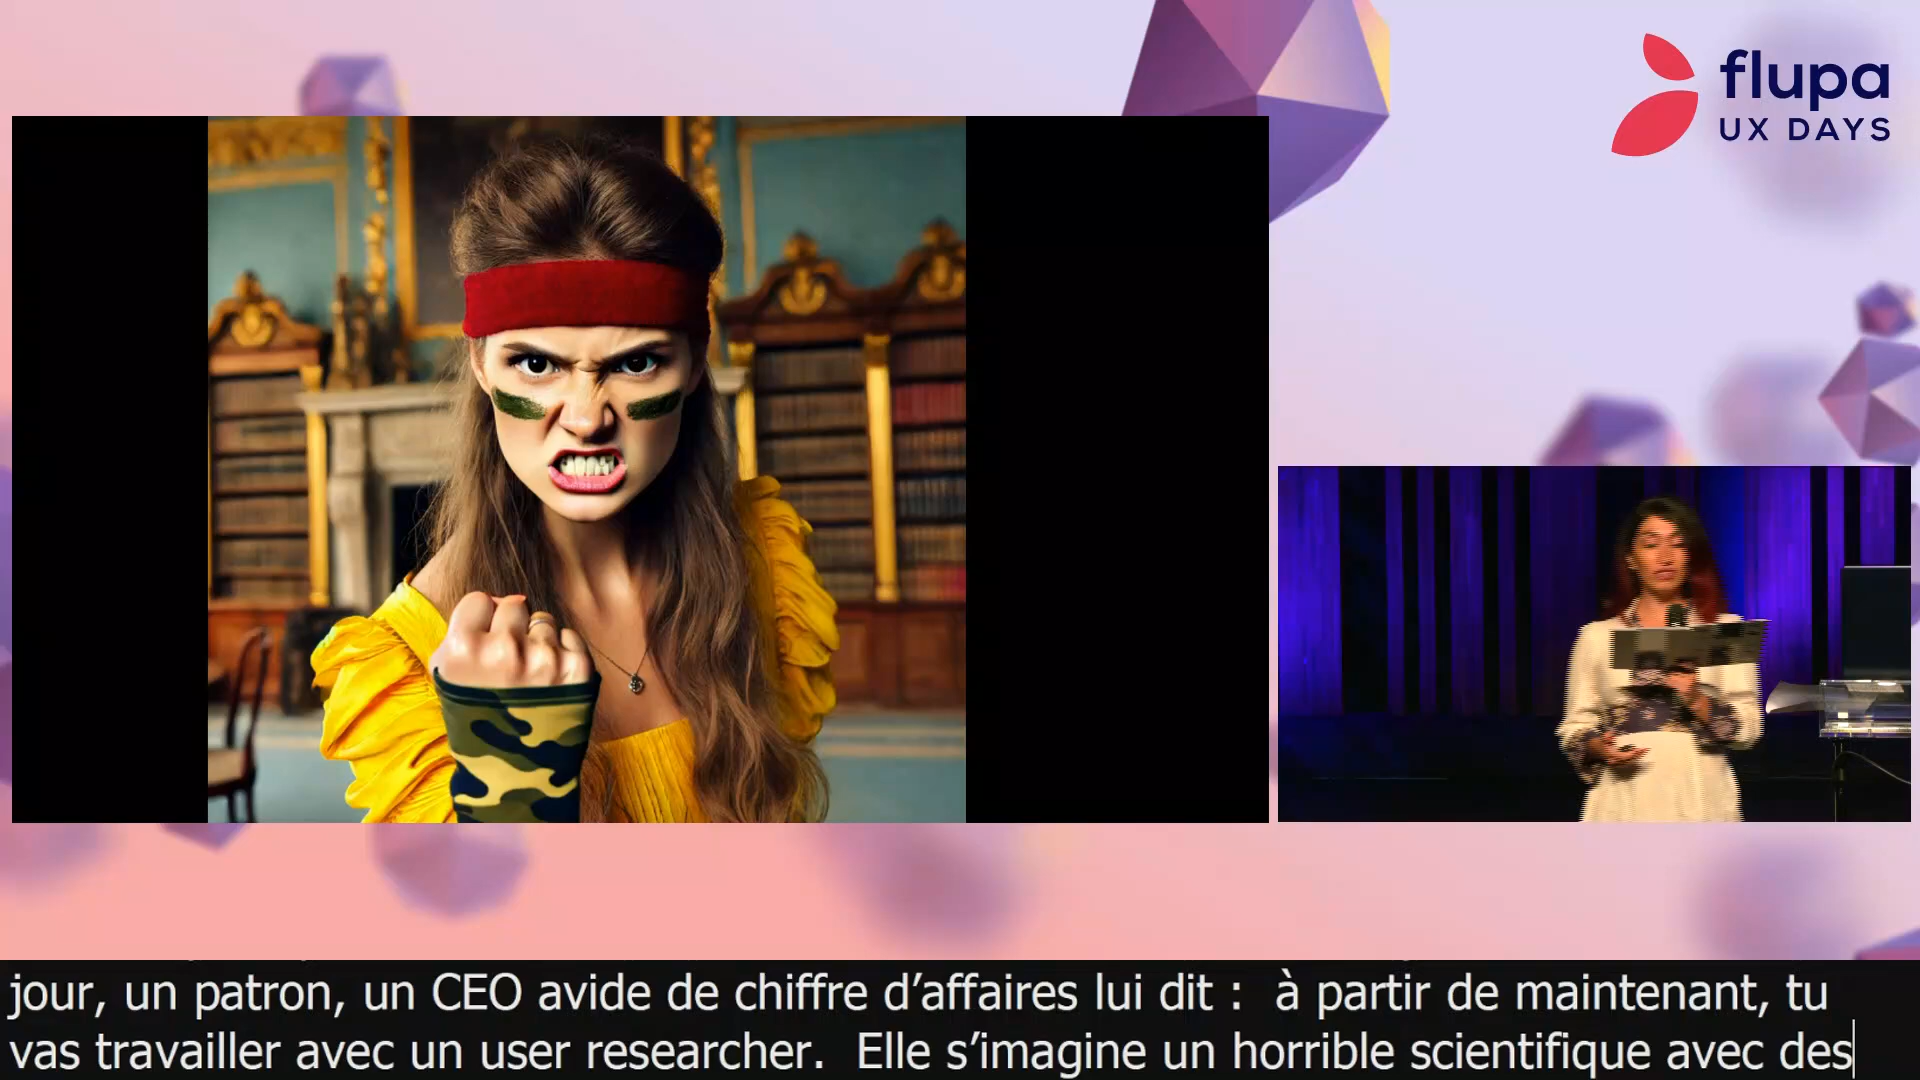 flupa
UX DAYS
jour, un patron, un CEO avide de chiffre d’affaires lui dit :  à partir de maintenant, tu
vas travailler avec un user researcher.  Elle s’imagine un horrible scientifique avec des